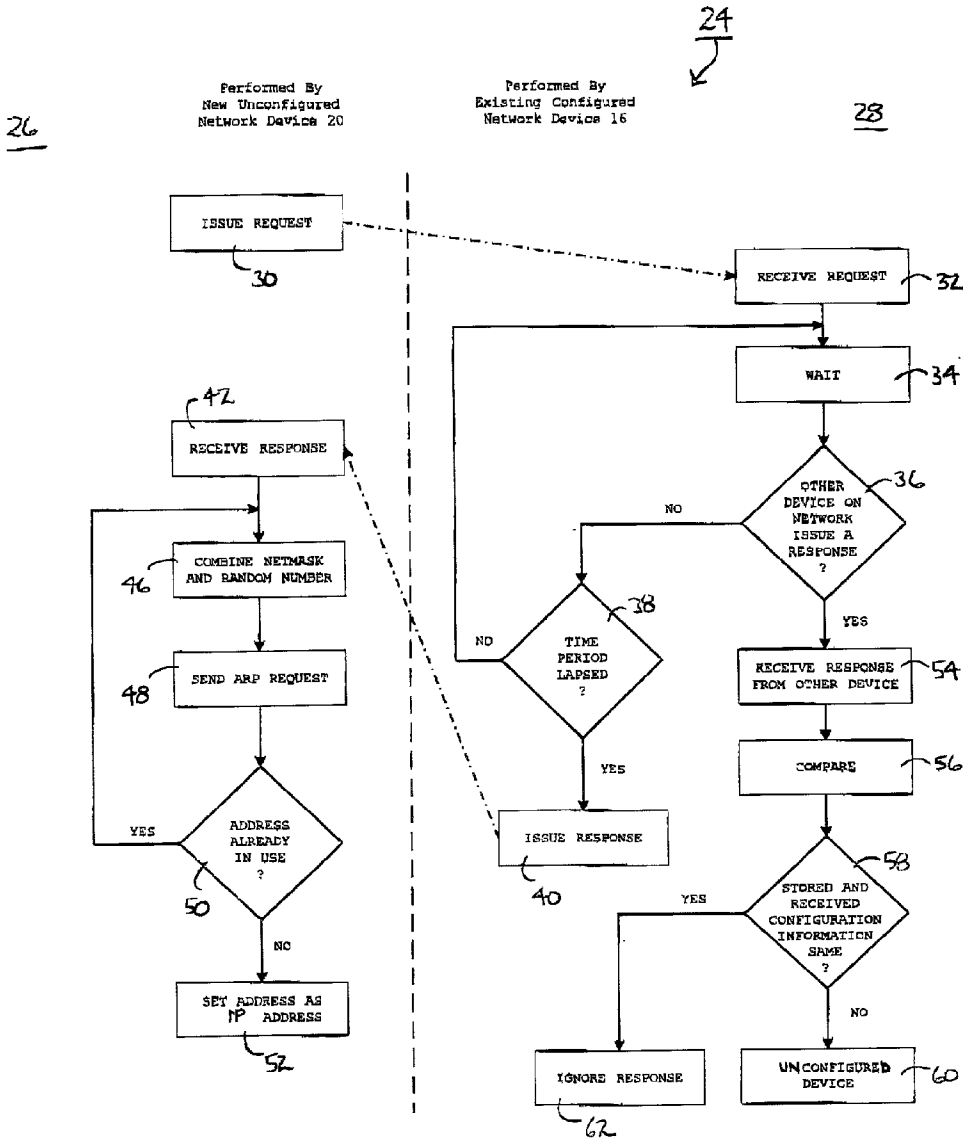 24
Performed By
New Unconfigured
Network Device 20
Performed By
Existing Configured
Network Device 16
26
28
ISSUE REQUEST
30
RECEIVE REQUEST
32
WAIT
34
42
RECEIVE RESPONSE
OTHER
DEVICE ON
NETWORK
ISSUE A
RESPONSE
?
36
NO
YES
COMBINE NETMASK
AND RANDOM NUMBER
46
TIME
PERIOD
LAPSED
?
38
NO
YES
SEND ARP REQUEST
48
RECEIVE RESPONSE
FROM OTHER DEVICE
54
COMPARE
56
ADDRESS
ALREADY
IN USE
?
50
YES
NO
ISSUE RESPONSE
40
STORED AND
RECEIVED
CONFIGURATION
INFORMATION
SAME
?
58
YES
NO
SET ADDRESS AS
IP ADDRESS
52
IGNORE RESPONSE
62
UNCONFIGURED
DEVICE
60